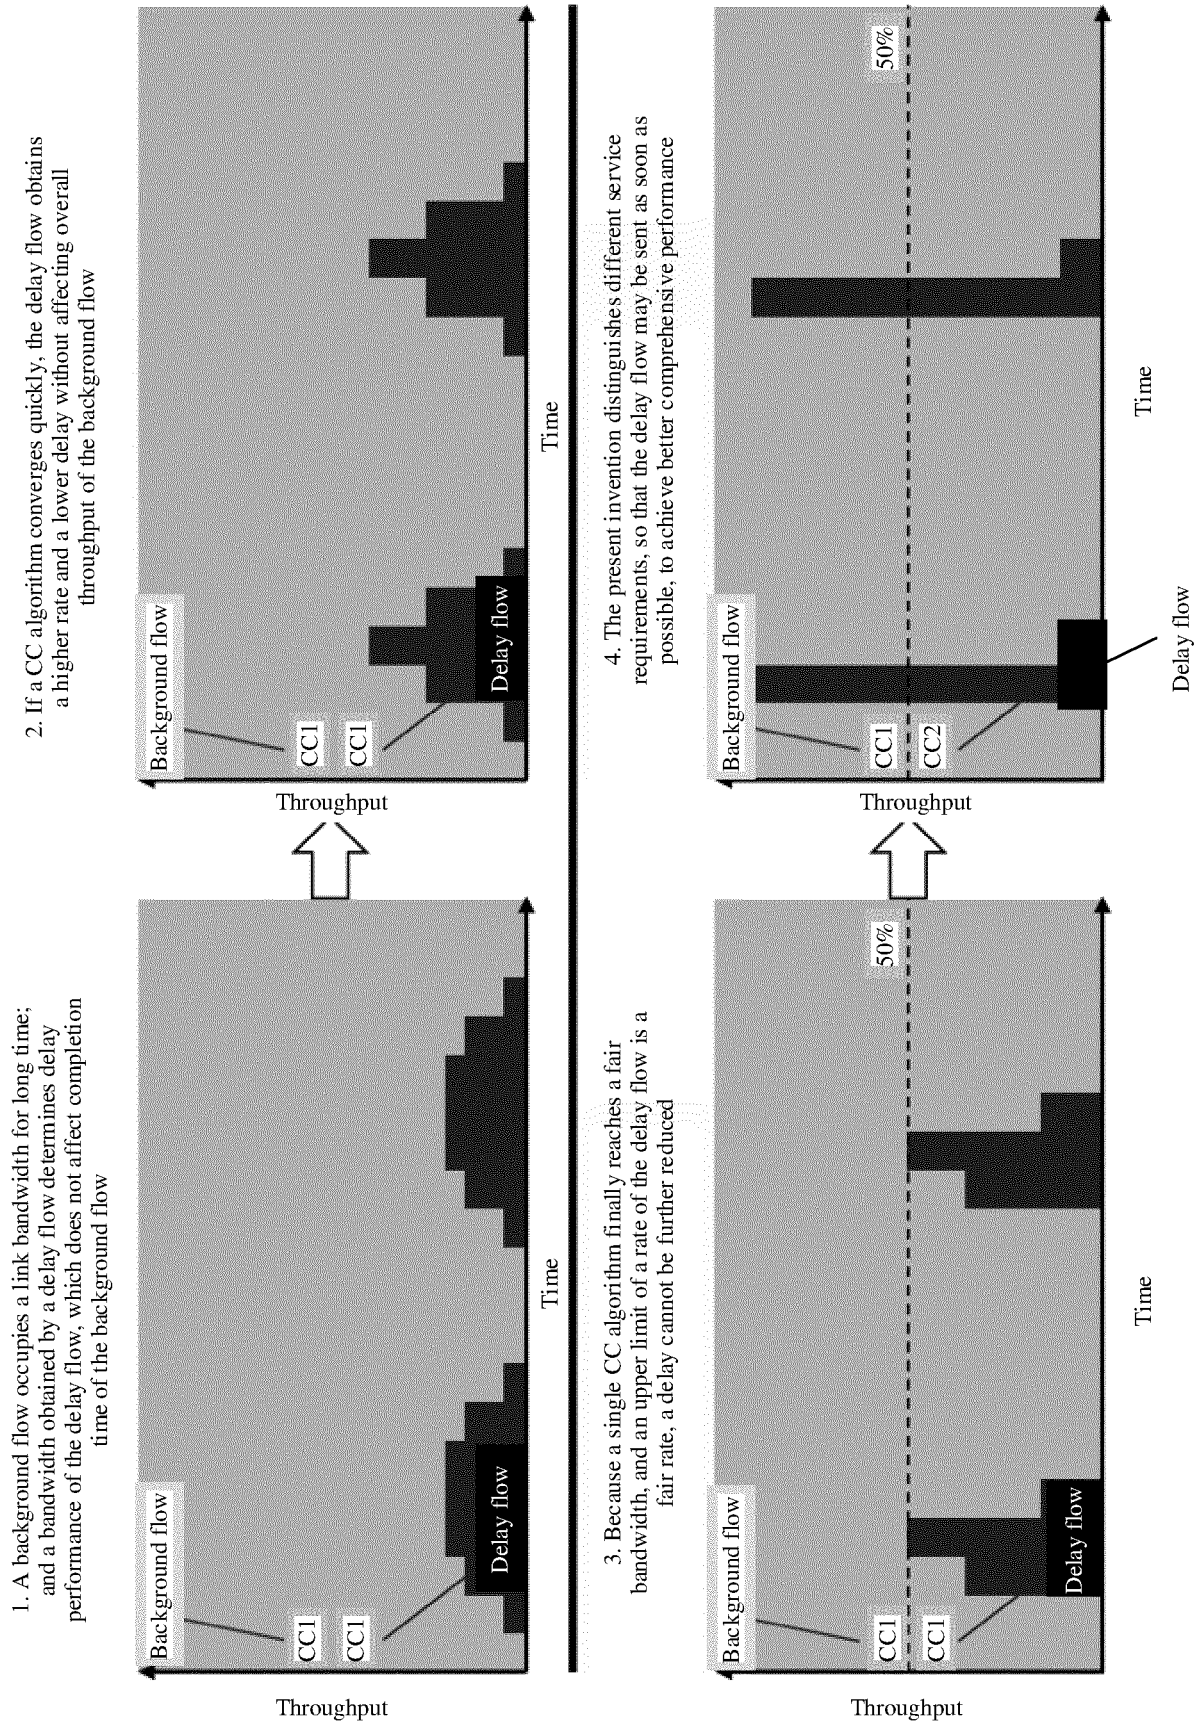 1. A background flow occupies a link bandwidth for long time;
and a bandwidth obtained by a delay flow determines delay
performance of the delay flow, which does not affect completion
time of the background flow
Throughput
Background flow
CC1
CC1
Delay flow
Time
2. If a CC algorithm converges quickly, the delay flow obtains
a higher rate and a lower delay without affecting overall
throughput of the background flow
Throughput
Background flow
CC1
CC1
Delay flow
Time
3. Because a single CC algorithm finally reaches a fair
bandwidth, and an upper limit of a rate of the delay flow is a
fair rate, a delay cannot be further reduced
Throughput
Background flow
50%
CC1
CC1
Delay flow
Time
4. The present invention distinguishes different service
requirements, so that the delay flow may be sent as soon as
possible, to achieve better comprehensive performance
Throughput
Background flow
50%
CC1
CC2
Time
Delay flow